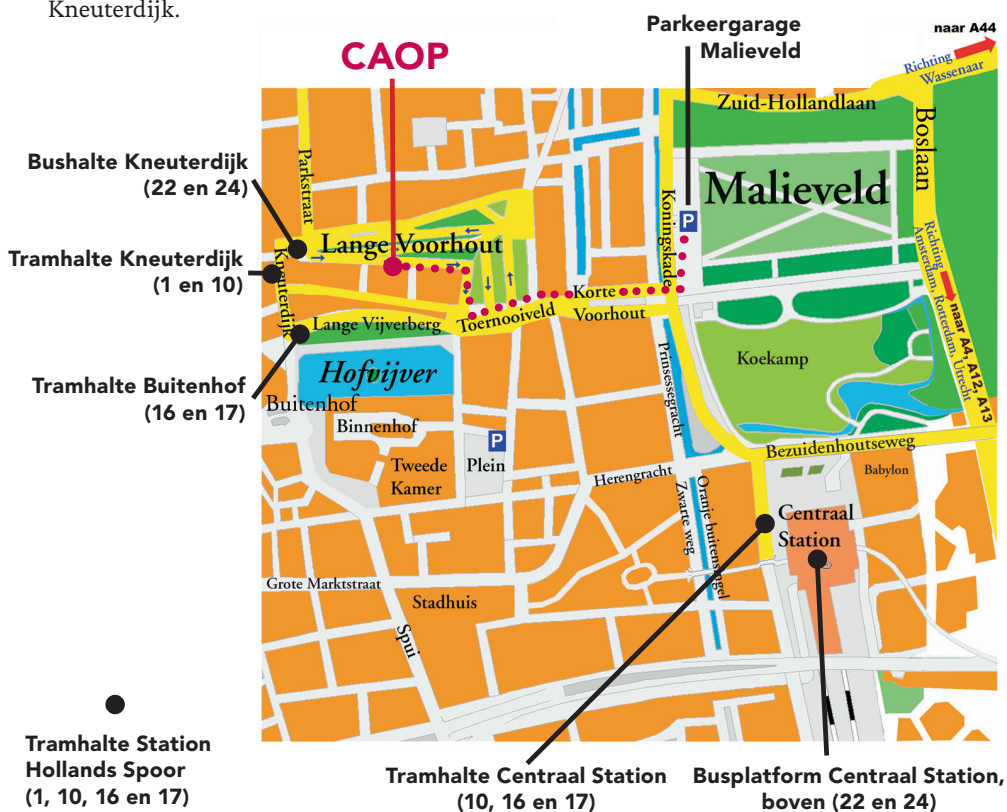 Kneuterdijk.
CAOP
Parkeergarage
Malieveld
naar A44
Richting
Wassenaar
Zuid-Hollandlaan
Boslaan
Bushalte Kneuterdijk
(22 en 24)
Parkstraat
Malieveld
P
Koningskade
Lange Voorhout
Tramhalte Kneuterdijk
(1 en 10)
Kneuterdijk
Richting
Amsterdam, Rotterdam, Utrecht
naar A4, A12, A13
Korte
Voorhout
Toernooiveld
Lange Vijverberg
Hofvijver
Koekamp
Prinsessegracht
Tramhalte Buitenhof
(16 en 17)
Buitenhof
Binnenhof
P
Bezuidenhoutseweg
Tweede
Kamer
Plein
Herengracht
Babylon
Oranje buitensingel
Zwarte weg
Centraal
Station
Grote Marktstraat
Stadhuis
Spui
Tramhalte Station
Hollands Spoor
(1, 10, 16 en 17)
Tramhalte Centraal Station
(10, 16 en 17)
Busplatform Centraal Station,
boven (22 en 24)